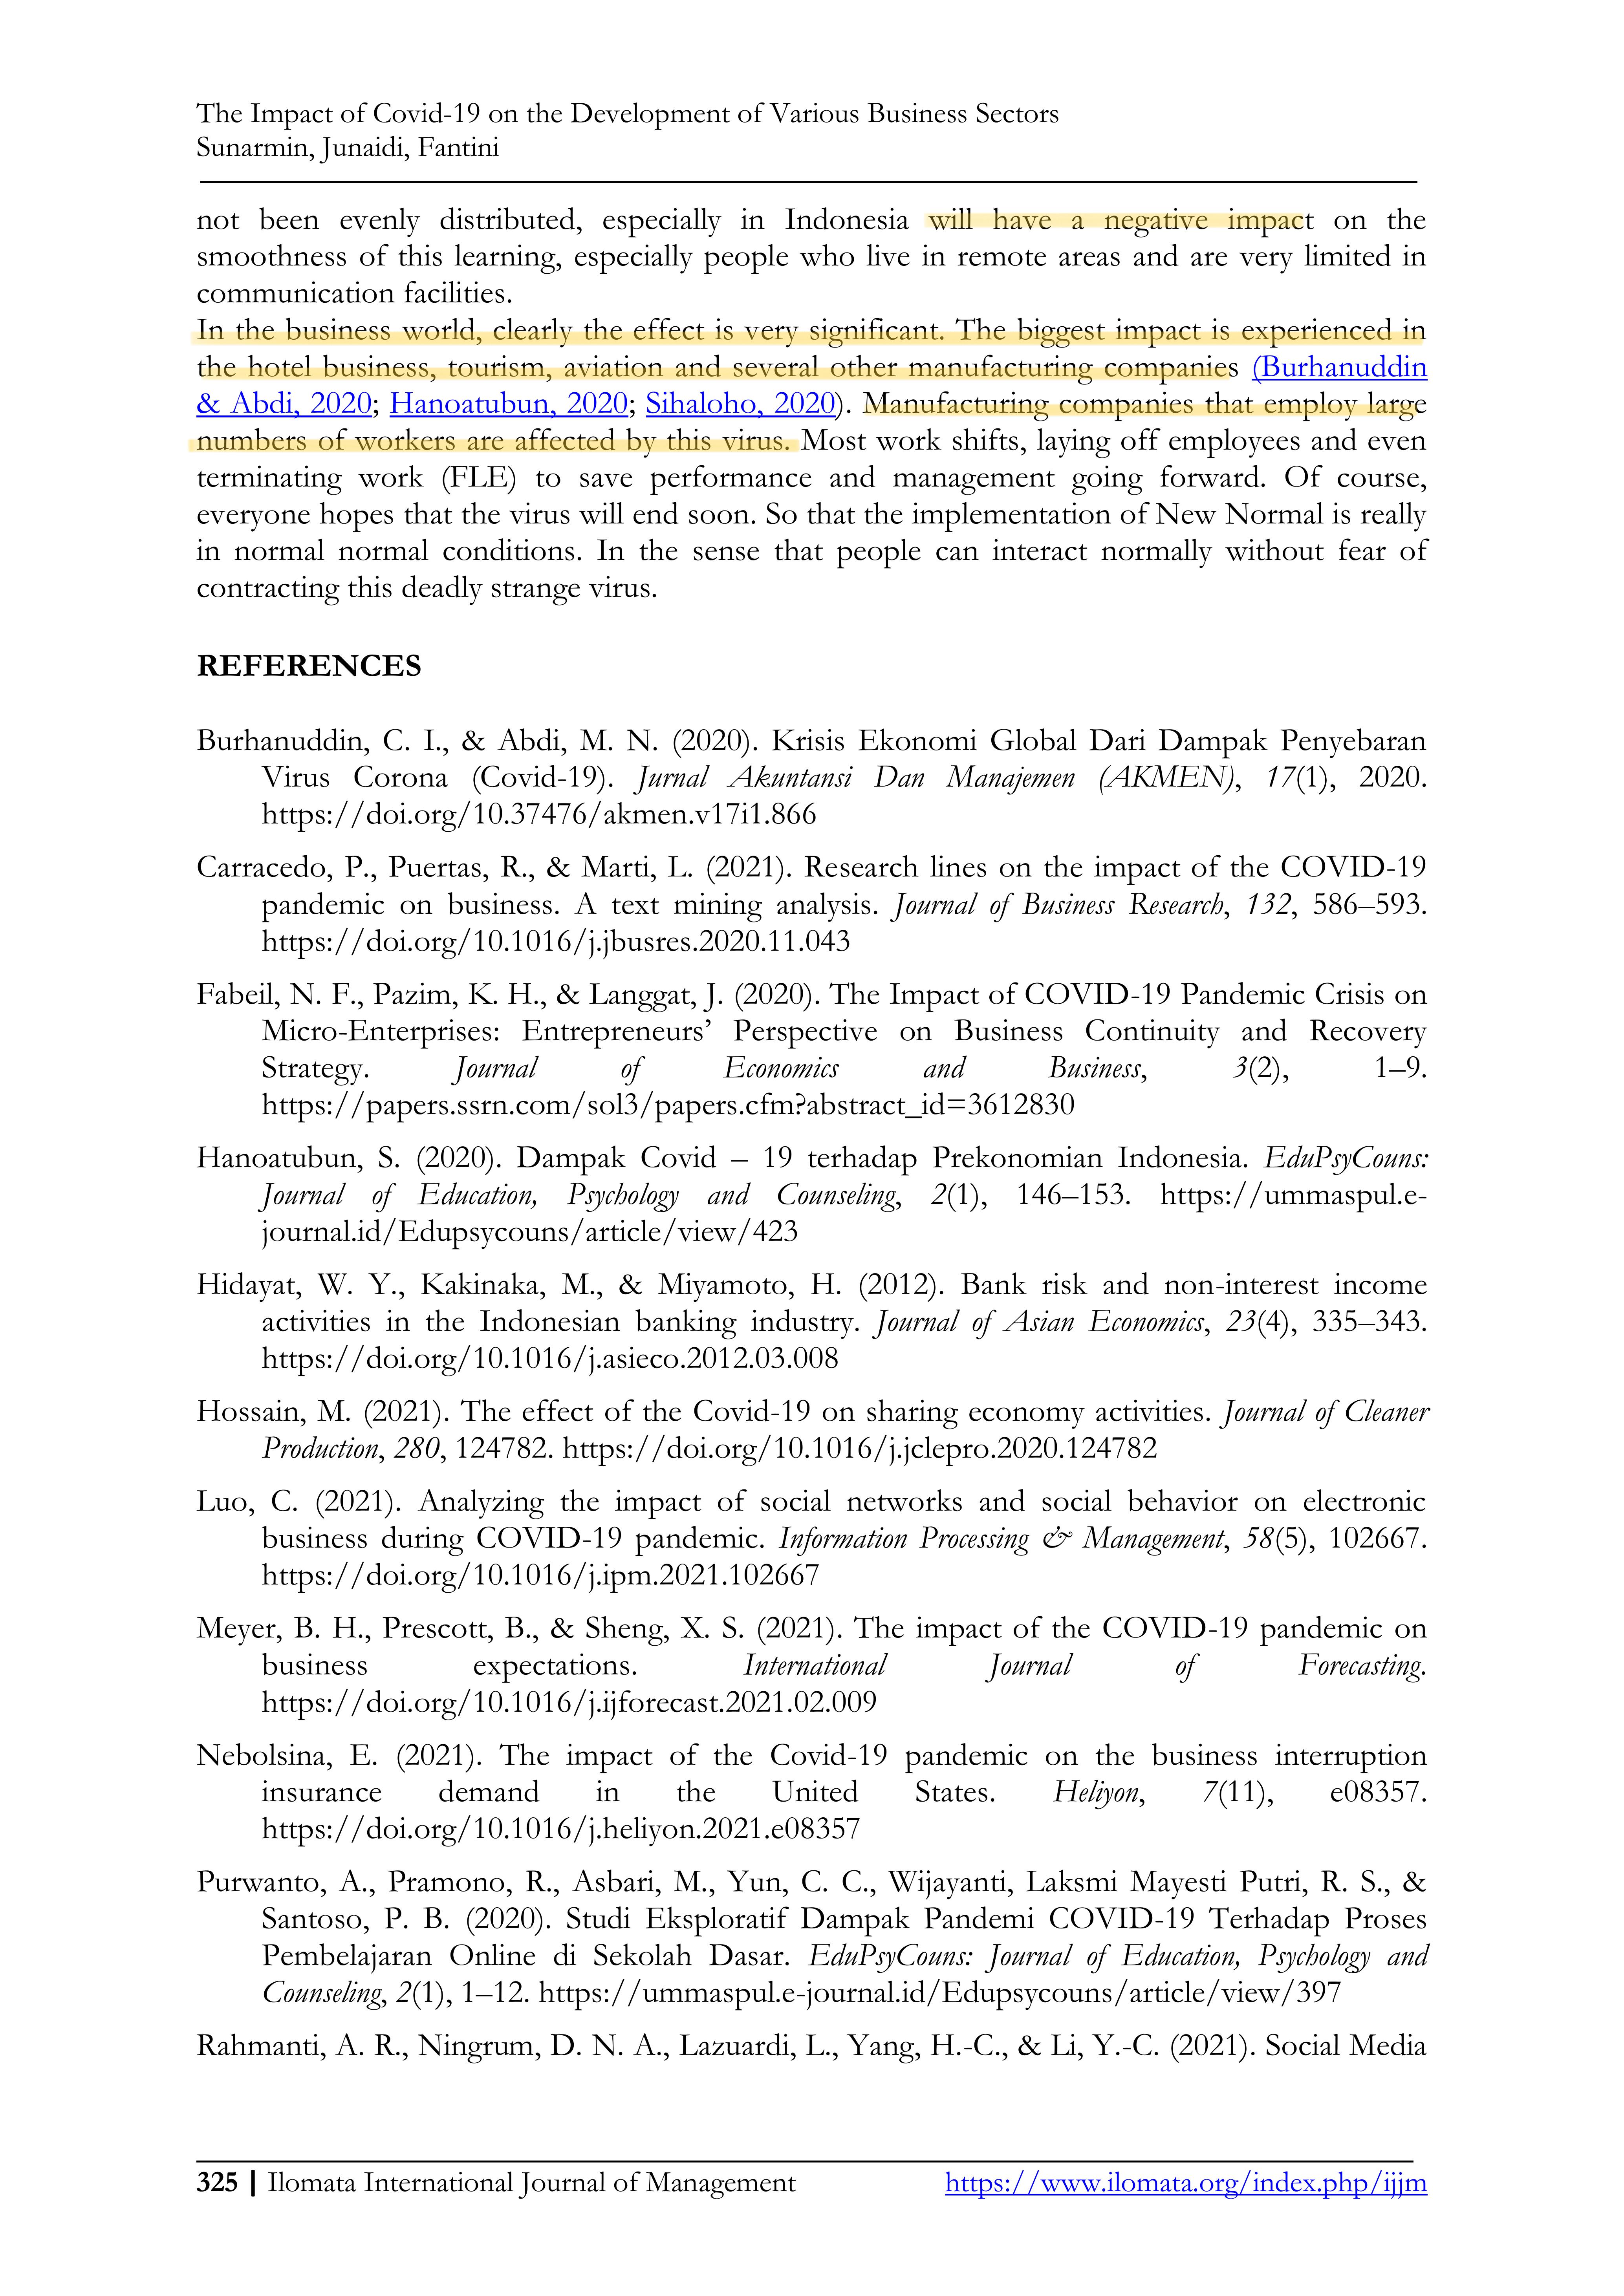 The Impact of Covid-19 on the Development of Various Business Sectors
Sunarmin, Junaidi, Fantini
not been evenly distributed, especially in Indonesia will have a negative impact on the
smoothness of this learning, especially people who live in remote areas and are very limited in
communication facilities.
In the business world, clearly the effect is very significant. The biggest impact is experienced in
the hotel business, tourism, aviation and several other manufacturing companies (Burhanuddin
& Abdi, 2020; Hanoatubun, 2020; Sihaloho, 2020). Manufacturing companies that employ large
numbers of workers are affected by this virus. Most work shifts, laying off employees and even
terminating work (FLE) to save performance and management going forward. Of course,
everyone hopes that the virus will end soon. So that the implementation of New Normal is really
in normal normal conditions. In the sense that people can interact normally without fear of
contracting this deadly strange virus.
REFERENCES
Burhanuddin, C. I., & Abdi, M. N. (2020). Krisis Ekonomi Global Dari Dampak Penyebaran
Virus Corona (Covid-19). Jurnal Akuntansi Dan Manajemen (AKMEN), 17(1), 2020.
https://doi.org/10.37476/akmen.v17i1.866
Carracedo, P., Puertas, R., & Marti, L. (2021). Research lines on the impact of the COVID-19
pandemic on business. A text mining analysis. Journal of Business Research, 132, 586–593.
https://doi.org/10.1016/j.jbusres.2020.11.043
Fabeil, N. F., Pazim, K. H., & Langgat, J. (2020). The Impact of COVID-19 Pandemic Crisis on
Micro-Enterprises: Entrepreneurs’ Perspective on Business Continuity and Recovery
Strategy. Journal of Economics and Business, 3(2), 1–9.
https://papers.ssrn.com/sol3/papers.cfm?abstract_id=3612830
Hanoatubun, S. (2020). Dampak Covid – 19 terhadap Prekonomian Indonesia. EduPsyCouns:
Journal of Education, Psychology and Counseling, 2(1), 146–153. https://ummaspul.e-
journal.id/Edupsycouns/article/view/423
Hidayat, W. Y., Kakinaka, M., & Miyamoto, H. (2012). Bank risk and non-interest income
activities in the Indonesian banking industry. Journal of Asian Economics, 23(4), 335–343.
https://doi.org/10.1016/j.asieco.2012.03.008
Hossain, M. (2021). The effect of the Covid-19 on sharing economy activities. Journal of Cleaner
Production, 280, 124782. https://doi.org/10.1016/j.jclepro.2020.124782
Luo, C. (2021). Analyzing the impact of social networks and social behavior on electronic
business during COVID-19 pandemic. Information Processing & Management, 58(5), 102667.
https://doi.org/10.1016/j.ipm.2021.102667
Meyer, B. H., Prescott, B., & Sheng, X. S. (2021). The impact of the COVID-19 pandemic on
business expectations. International Journal of Forecasting.
https://doi.org/10.1016/j.ijforecast.2021.02.009
Nebolsina, E. (2021). The impact of the Covid-19 pandemic on the business interruption
insurance demand in the United States. Heliyon, 7(11), e08357.
https://doi.org/10.1016/j.heliyon.2021.e08357
Purwanto, A., Pramono, R., Asbari, M., Yun, C. C., Wijayanti, Laksmi Mayesti Putri, R. S., &
Santoso, P. B. (2020). Studi Eksploratif Dampak Pandemi COVID-19 Terhadap Proses
Pembelajaran Online di Sekolah Dasar. EduPsyCouns: Journal of Education, Psychology and
Counseling, 2(1), 1–12. https://ummaspul.e-journal.id/Edupsycouns/article/view/397
Rahmanti, A. R., Ningrum, D. N. A., Lazuardi, L., Yang, H.-C., & Li, Y.-C. (2021). Social Media
325 | Ilomata International Journal of Management https://www.ilomata.org/index.php/ijjm